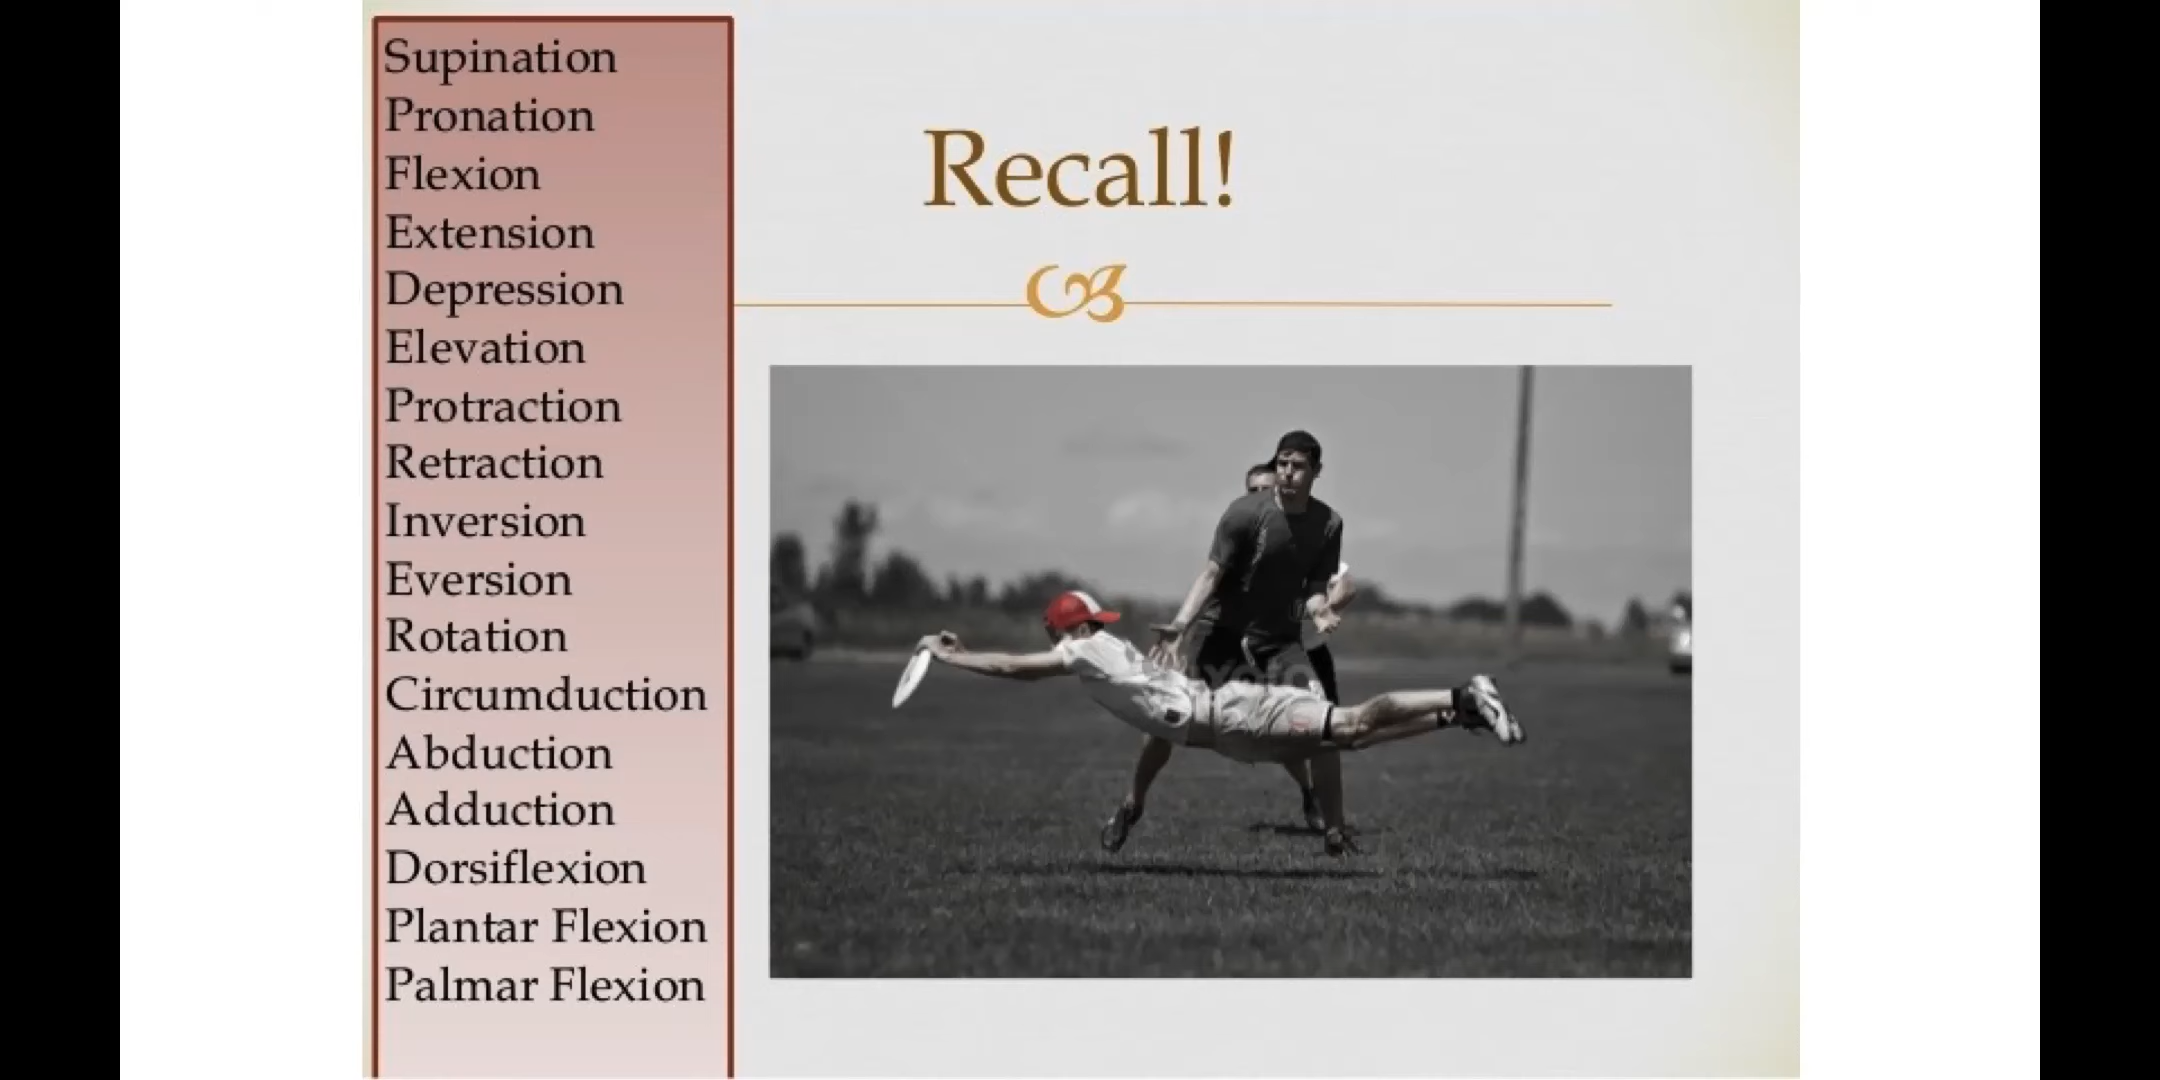 Supination
Pronation
Flexion
Extension
Depression
Elevation
Protraction
Retraction
Inversion
Eversion
Rotation
Circumduction
Abduction
Adduction
Dorsiflexion
Plantar Flexion
Palmar Flexion
Recall!